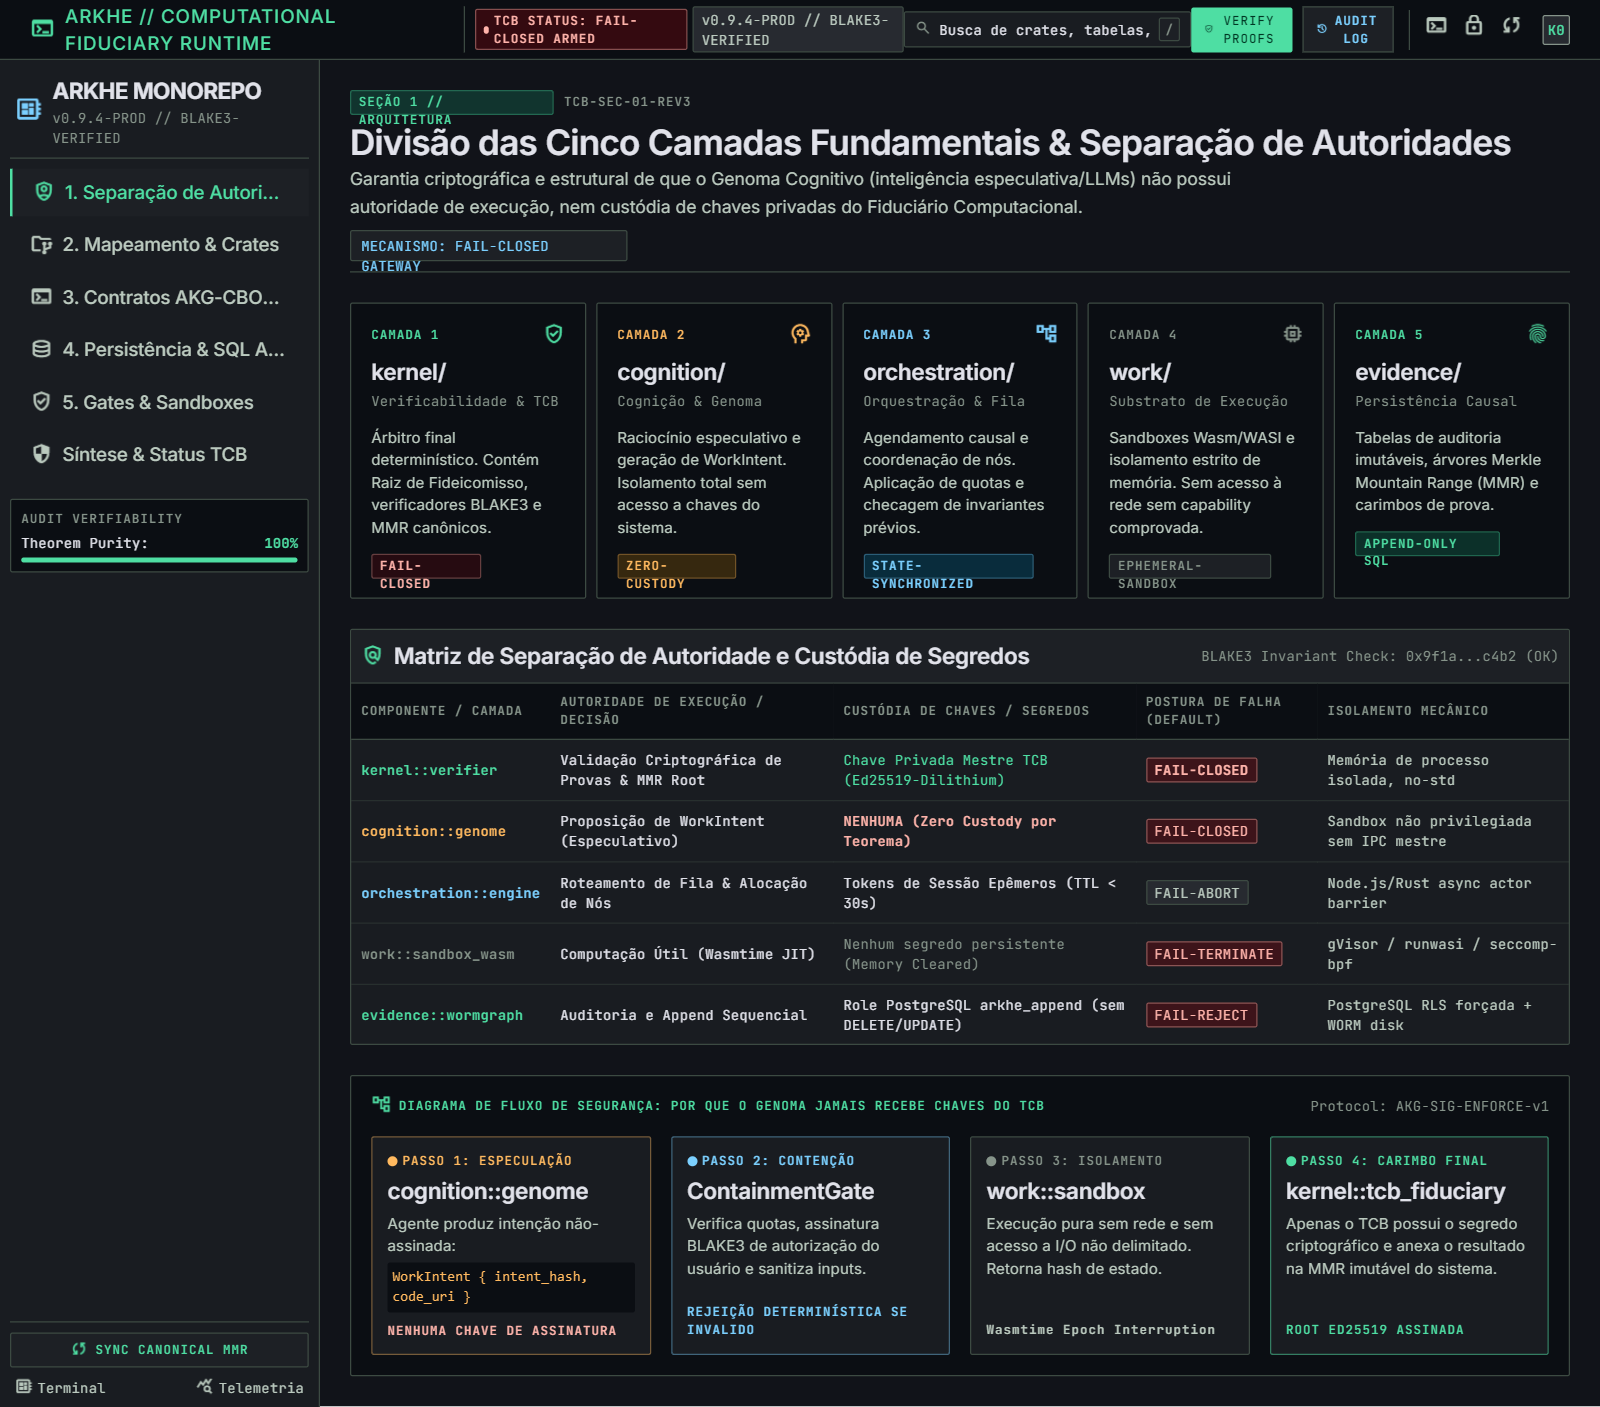 ARKHE // COMPUTATIONAL
FIDUCIARY RUNTIME
TCB STATUS: FAIL-
CLOSED ARMED
v0.9.4-PROD // BLAKE3-
VERIFIED
Busca de crates, tabelas,
/
VERIFY
PROOFS
AUDIT
LOG
K0
ARKHE MONOREPO
v0.9.4-PROD // BLAKE3-
VERIFIED
1. Separação de Autori...
2. Mapeamento & Crates
3. Contratos AKG-CBO...
4. Persistência & SQL A...
5. Gates & Sandboxes
Síntese & Status TCB
AUDIT VERIFIABILITY
Theorem Purity: 100%
SYNC CANONICAL MMR
Terminal
Telemetria
SEÇÃO 1 //
ARQUITETURA
TCB-SEC-01-REV3
Divisão das Cinco Camadas Fundamentais & Separação de Autoridades
Garantia criptográfica e estrutural de que o Genoma Cognitivo (inteligência especulativa/LLMs) não possui
autoridade de execução, nem custódia de chaves privadas do Fiduciário Computacional.
MECANISMO: FAIL-CLOSED
GATEWAY
CAMADA 1
kernel/
Verificabilidade & TCB
Árbitro final
determinístico. Contém
Raiz de Fideicomisso,
verificadores BLAKE3 e
MMR canônicos.
FAIL-
CLOSED
CAMADA 2
cognition/
Cognição & Genoma
Raciocínio especulativo e
geração de WorkIntent.
Isolamento total sem
acesso a chaves do
sistema.
ZERO-
CUSTODY
CAMADA 3
orchestration/
Orquestração & Fila
Agendamento causal e
coordenação de nós.
Aplicação de quotas e
checagem de invariantes
prévios.
STATE-
SYNCHRONIZED
CAMADA 4
work/
Substrato de Execução
Sandboxes Wasm/WASI e
isolamento estrito de
memória. Sem acesso à
rede sem capability
comprovada.
EPHEMERAL-
SANDBOX
CAMADA 5
evidence/
Persistência Causal
Tabelas de auditoria
imutáveis, árvores Merkle
Mountain Range (MMR) e
carimbos de prova.
APPEND-ONLY
SQL
Matriz de Separação de Autoridade e Custódia de Segredos
BLAKE3 Invariant Check: 0x9f1a...c4b2 (OK)
COMPONENTE / CAMADA
AUTORIDADE DE EXECUÇÃO /
DECISÃO
CUSTÓDIA DE CHAVES / SEGREDOS
POSTURA DE FALHA
(DEFAULT)
ISOLAMENTO MECÂNICO
kernel::verifier
Validação Criptográfica de
Provas & MMR Root
Chave Privada Mestre TCB
(Ed25519-Dilithium)
FAIL-CLOSED
Memória de processo
isolada, no-std
cognition::genome
Proposição de WorkIntent
(Especulativo)
NENHUMA (Zero Custody por
Teorema)
FAIL-CLOSED
Sandbox não privilegiada
sem IPC mestre
orchestration::engine
Roteamento de Fila & Alocação
de Nós
Tokens de Sessão Epêmeros (TTL <
30s)
FAIL-ABORT
Node.js/Rust async actor
barrier
work::sandbox_wasm
Computação Útil (Wasmtime JIT)
Nenhum segredo persistente
(Memory Cleared)
FAIL-TERMINATE
gVisor / runwasi / seccomp-
bpf
evidence::wormgraph
Auditoria e Append Sequencial
Role PostgreSQL arkhe_append (sem
DELETE/UPDATE)
FAIL-REJECT
PostgreSQL RLS forçada +
WORM disk
DIAGRAMA DE FLUXO DE SEGURANÇA: POR QUE O GENOMA JAMAIS RECEBE CHAVES DO TCB
Protocol: AKG-SIG-ENFORCE-v1
PASSO 1: ESPECULAÇÃO
cognition::genome
Agente produz intenção não-
assinada:
WorkIntent { intent_hash,
code_uri }
NENHUMA CHAVE DE ASSINATURA
PASSO 2: CONTENÇÃO
ContainmentGate
Verifica quotas, assinatura
BLAKE3 de autorização do
usuário e sanitiza inputs.
REJEIÇÃO DETERMINÍSTICA SE
INVALIDO
PASSO 3: ISOLAMENTO
work::sandbox
Execução pura sem rede e sem
acesso a I/O não delimitado.
Retorna hash de estado.
Wasmtime Epoch Interruption
PASSO 4: CARIMBO FINAL
kernel::tcb_fiduciary
Apenas o TCB possui o segredo
criptográfico e anexa o resultado
na MMR imutável do sistema.
ROOT ED25519 ASSINADA